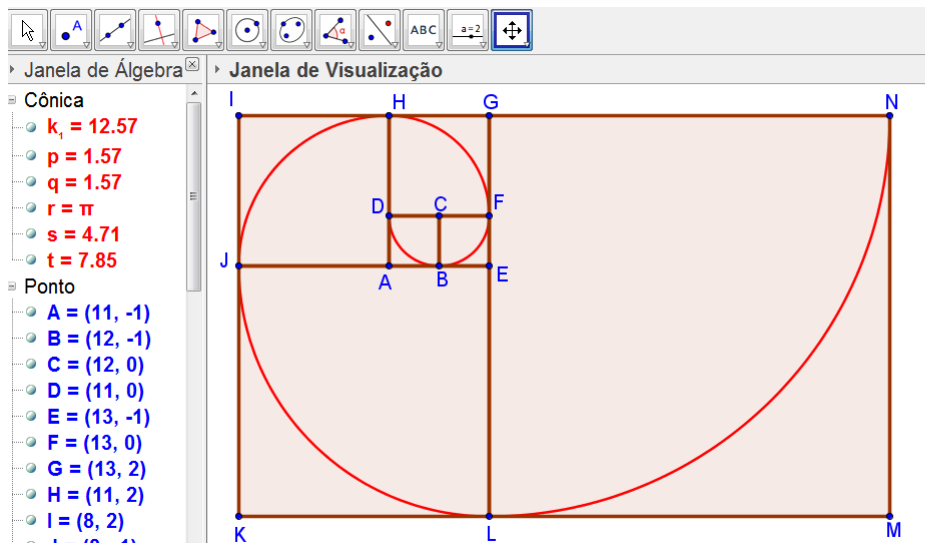 A α ABC a=2
Janela de Álgebra
Janela de Visualização
Cônica
k₁ = 12.57
p = 1.57
q = 1.57
r = π
s = 4.71
t = 7.85
Ponto
A = (11, -1)
B = (12, -1)
C = (12, 0)
D = (11, 0)
E = (13, -1)
F = (13, 0)
G = (13, 2)
H = (11, 2)
I = (8, 2)
I H G N
D C F
J A B E
K L M